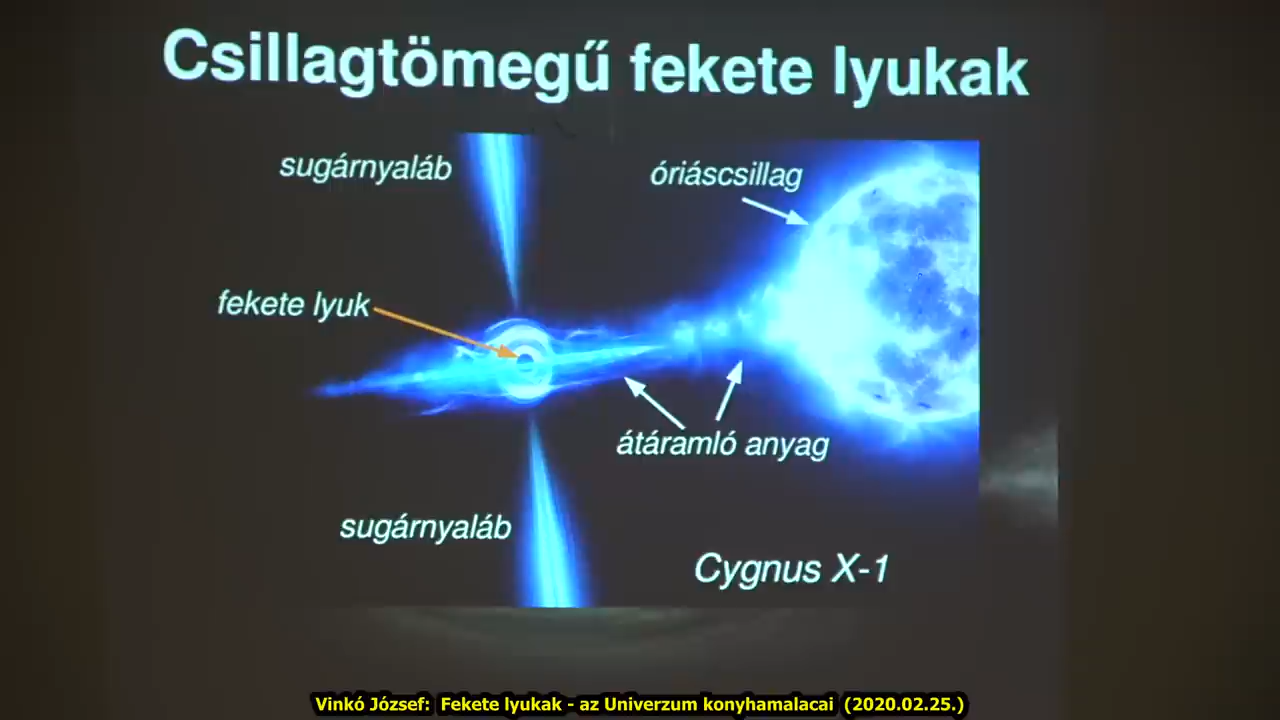 Csillagtömegű fekete lyukak
sugárnyaláb
óriáscsillag
fekete lyuk
átáramló anyag
sugárnyaláb
Cygnus X-1
Vinkó József: Fekete lyukak - az Univerzum konyhamalacai (2020.02.25.)